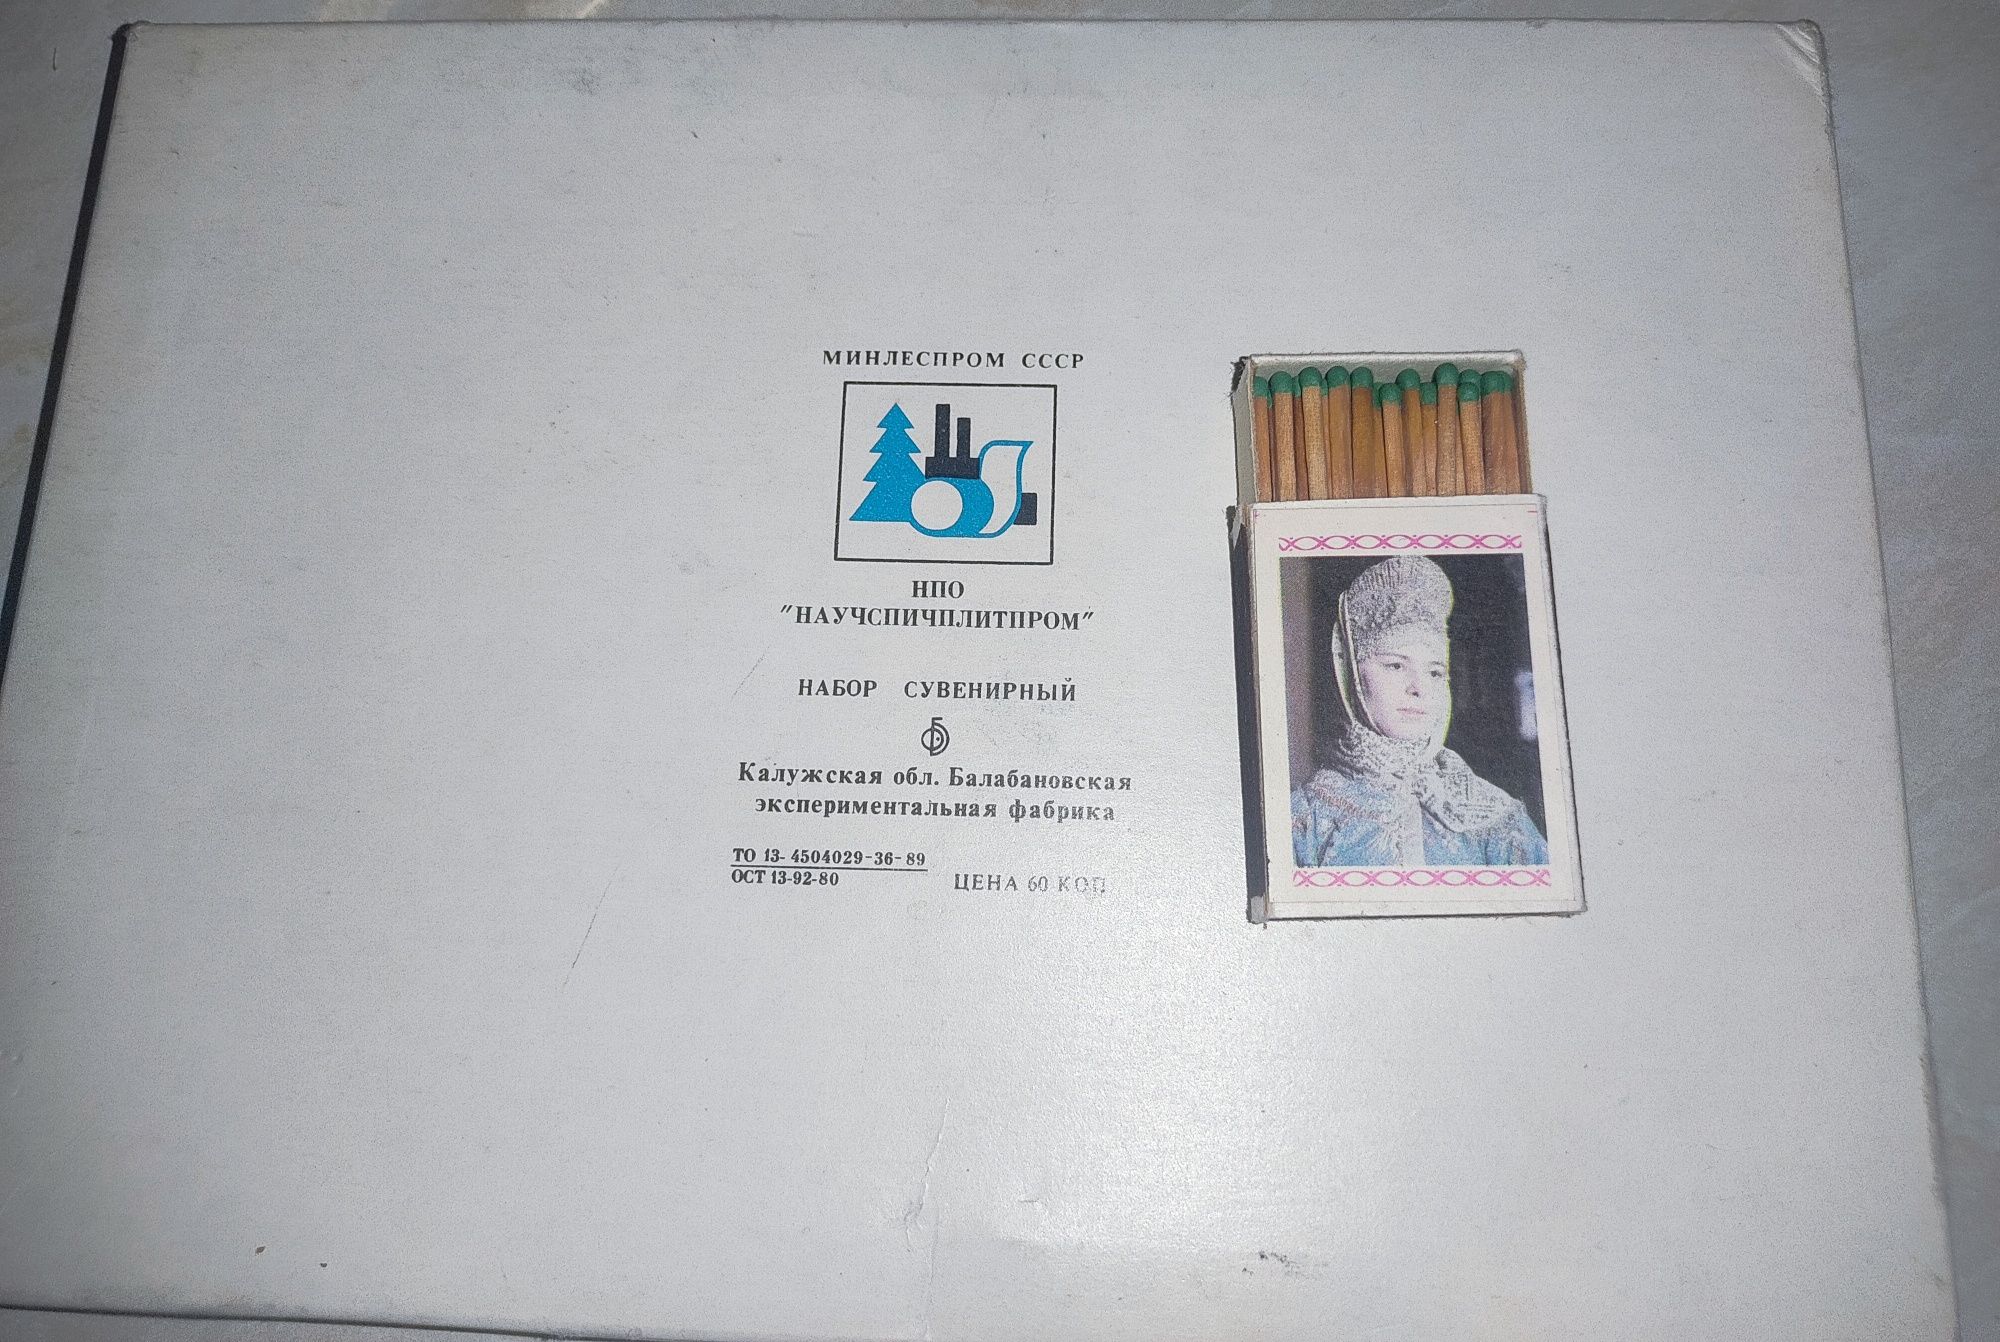 МИНЛЕСПРОМ СССР
НПО
"НАУЧСПИЧПЛИТПРОМ"
НАБОР СУВЕНИРНЫЙ
Калужская обл. Балабановская
экспериментальная фабрика
ТО 13-4504029-36-89
ОСТ 13-92-80
ЦЕНА 60 КОП